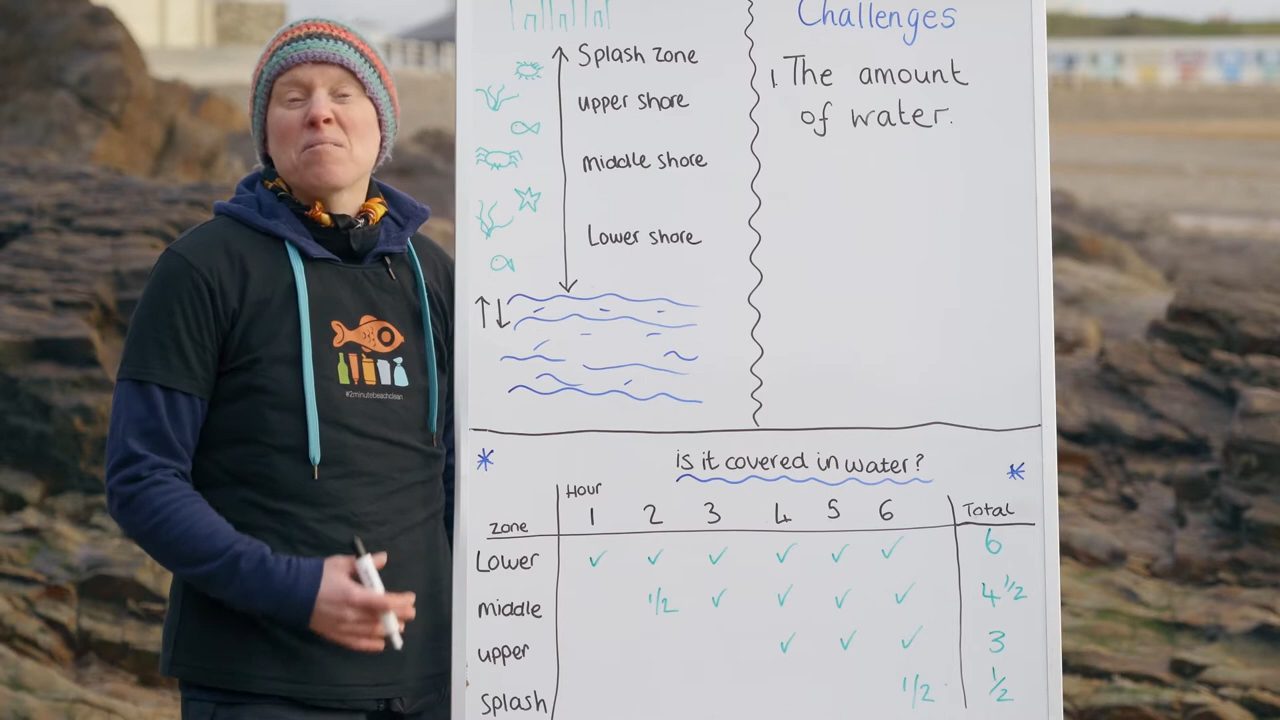 Splash zone
upper shore
middle shore
Lower shore
Challenges
1. The amount
of water.
#2minutebeachclean
* is it covered in water? *
Hour
zone 1 2 3 4 5 6 Total
Lower ✓ ✓ ✓ ✓ ✓ ✓ 6
middle 1/2 ✓ ✓ ✓ ✓ 4 1/2
upper ✓ ✓ ✓ 3
Splash 1/2 1/2